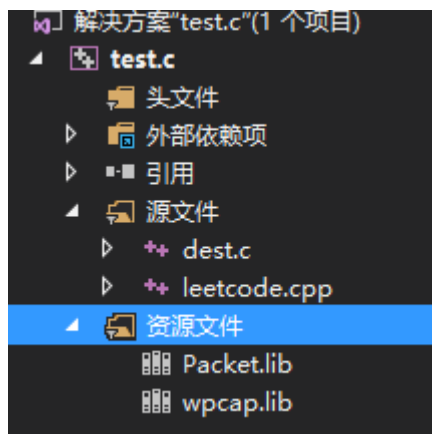 解决方案"test.c"(1 个项目)
test.c
头文件
外部依赖项
引用
源文件
dest.c
leetcode.cpp
资源文件
Packet.lib
wpcap.lib